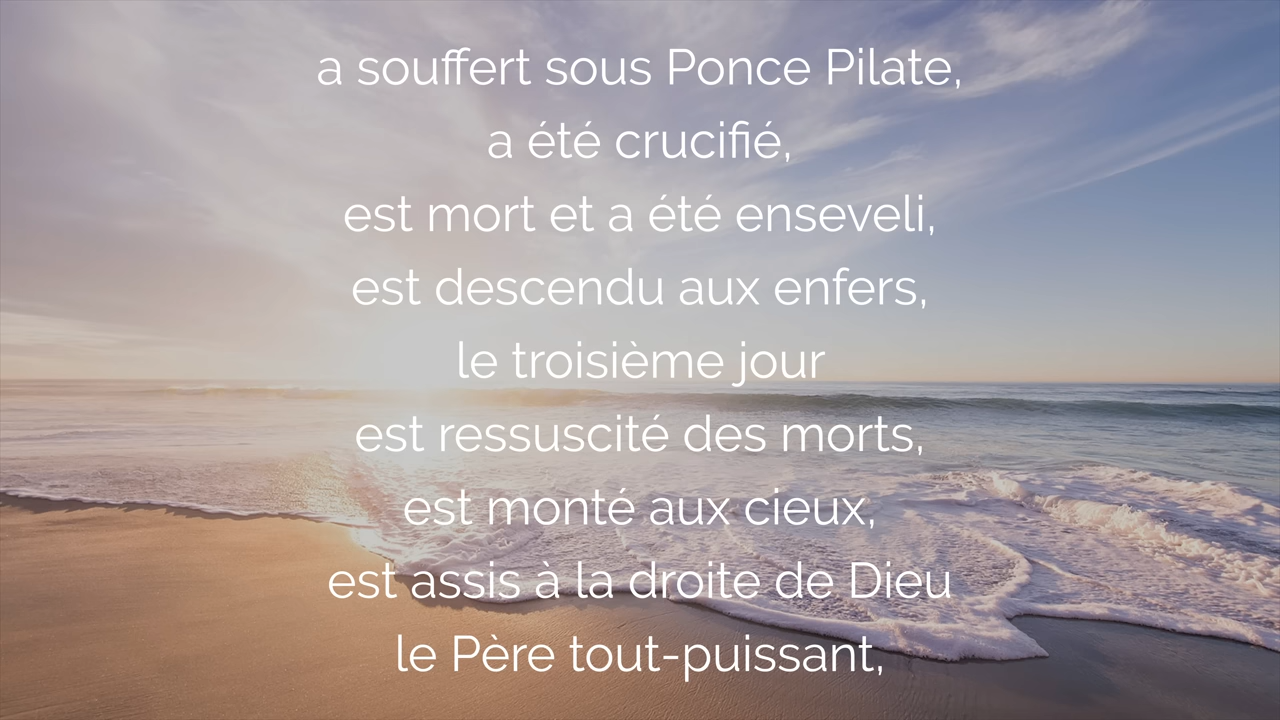 a souffert sous Ponce Pilate,
a été crucifié,
est mort et a été enseveli,
est descendu aux enfers,
le troisième jour
est ressuscité des morts,
est monté aux cieux,
est assis à la droite de Dieu
le Père tout-puissant,